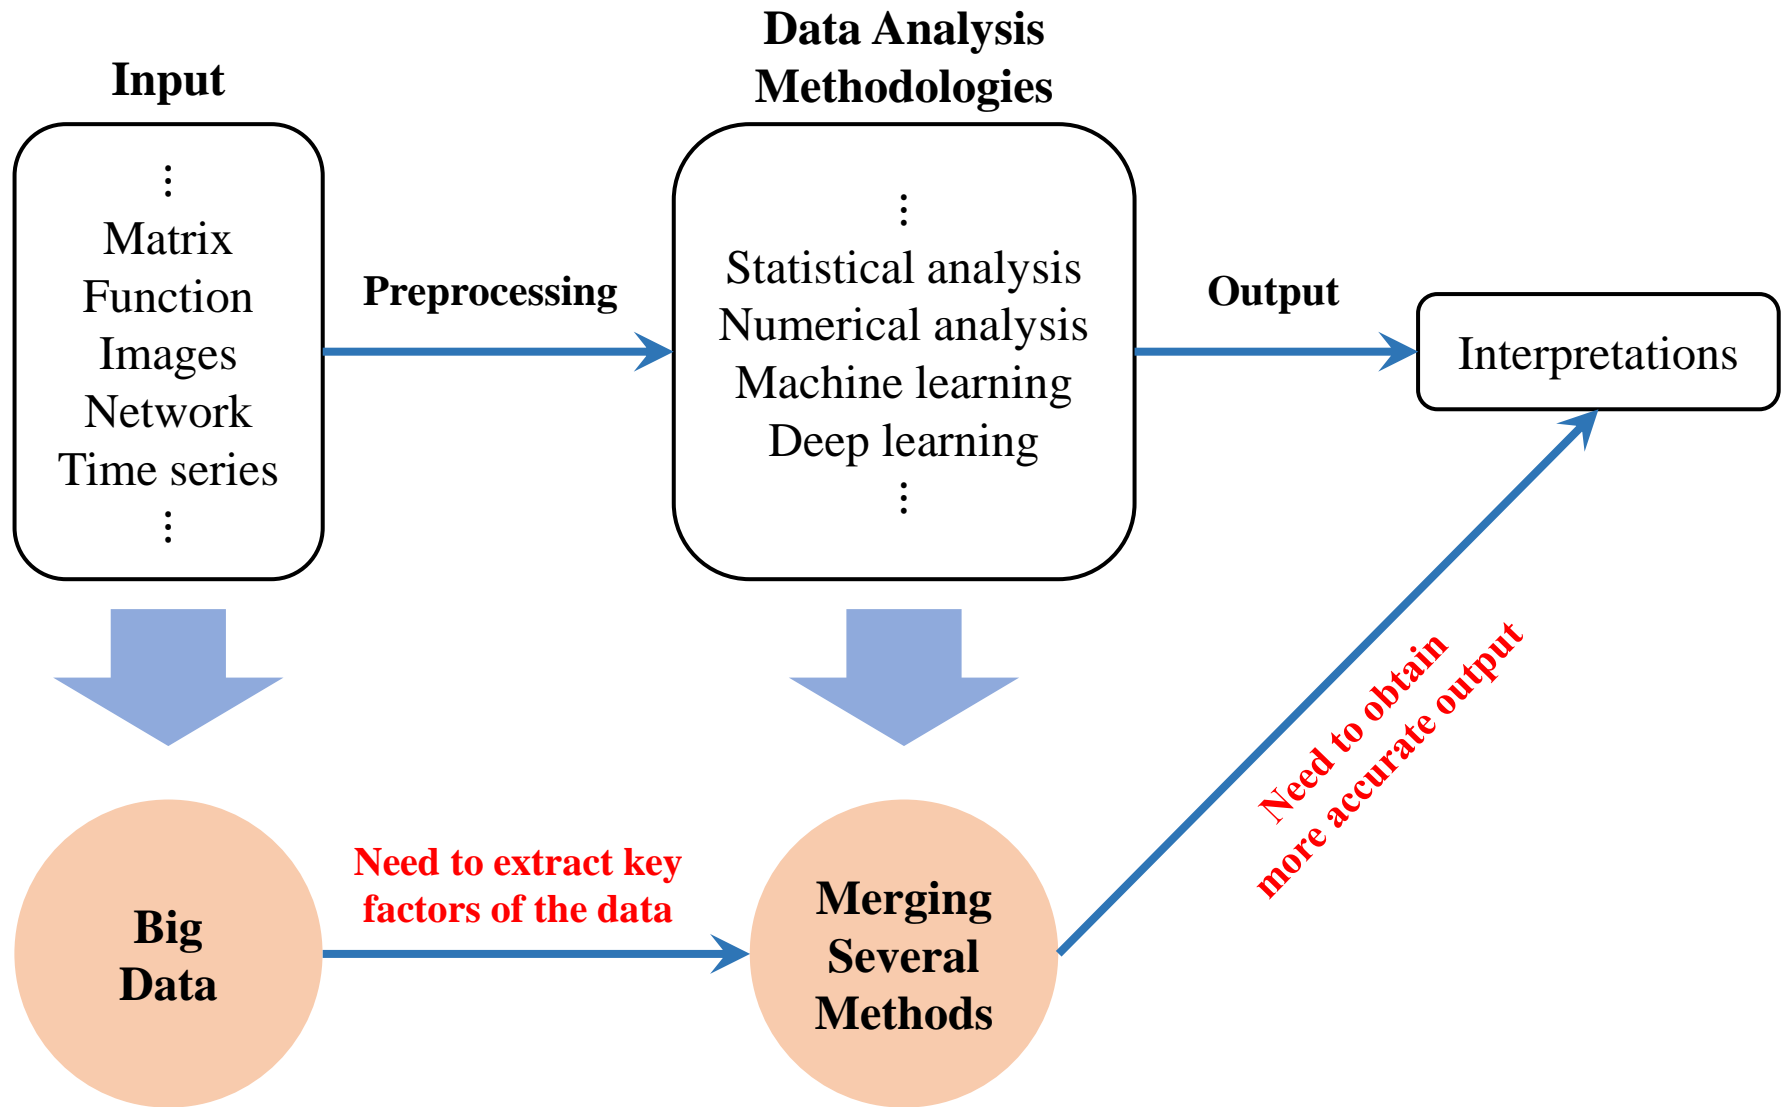 Input
⋮
Matrix
Function
Images
Network
Time series
⋮
Preprocessing
Data Analysis
Methodologies
⋮
Statistical analysis
Numerical analysis
Machine learning
Deep learning
⋮
Output
Interpretations
Big
Data
Need to extract key
factors of the data
Merging
Several
Methods
Need to obtain
more accurate output